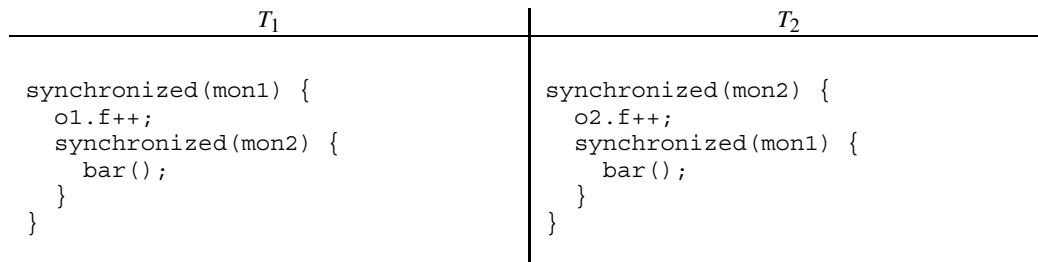 T1
synchronized(mon1) {
  o1.f++;
  synchronized(mon2) {
    bar();
  }
}
T2
synchronized(mon2) {
  o2.f++;
  synchronized(mon1) {
    bar();
  }
}